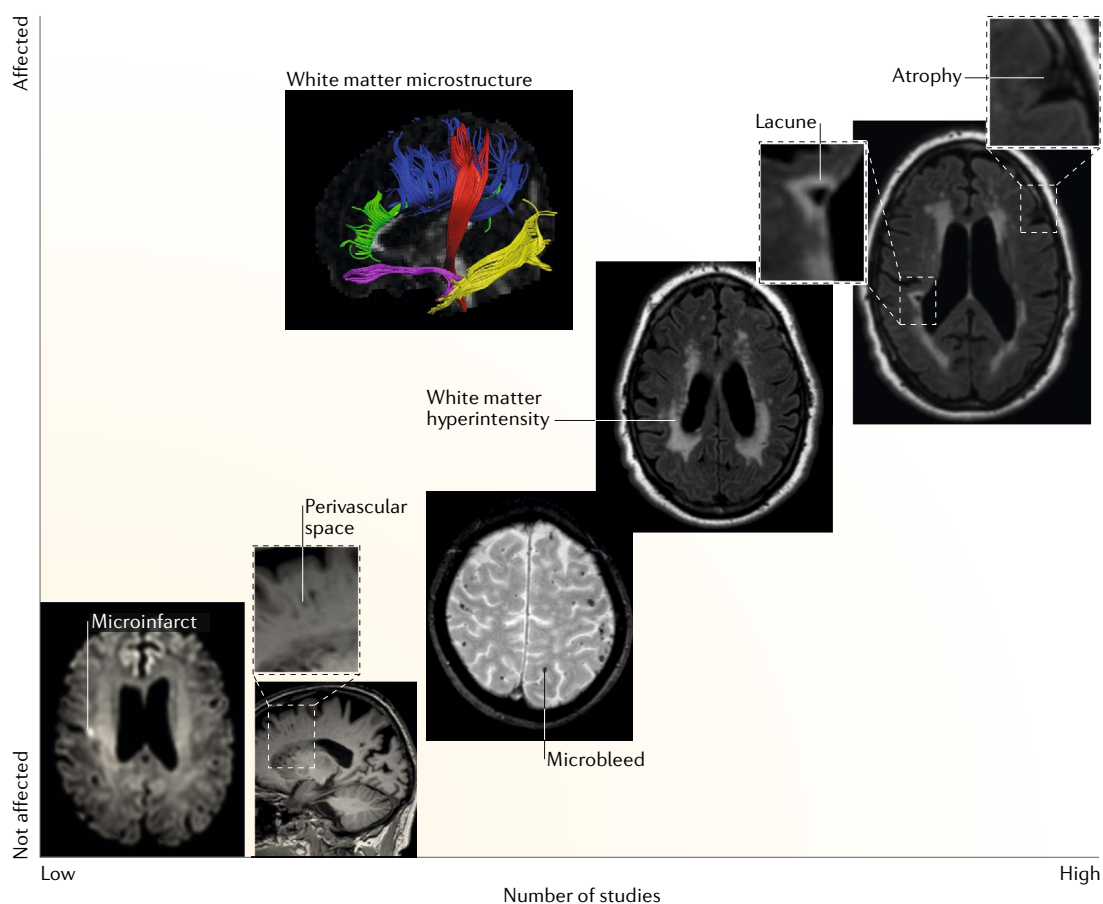 Affected
Not affected
White matter microstructure
Atrophy
Lacune
White matter
hyperintensity
Perivascular
space
Microinfarct
Microbleed
Low
High
Number of studies